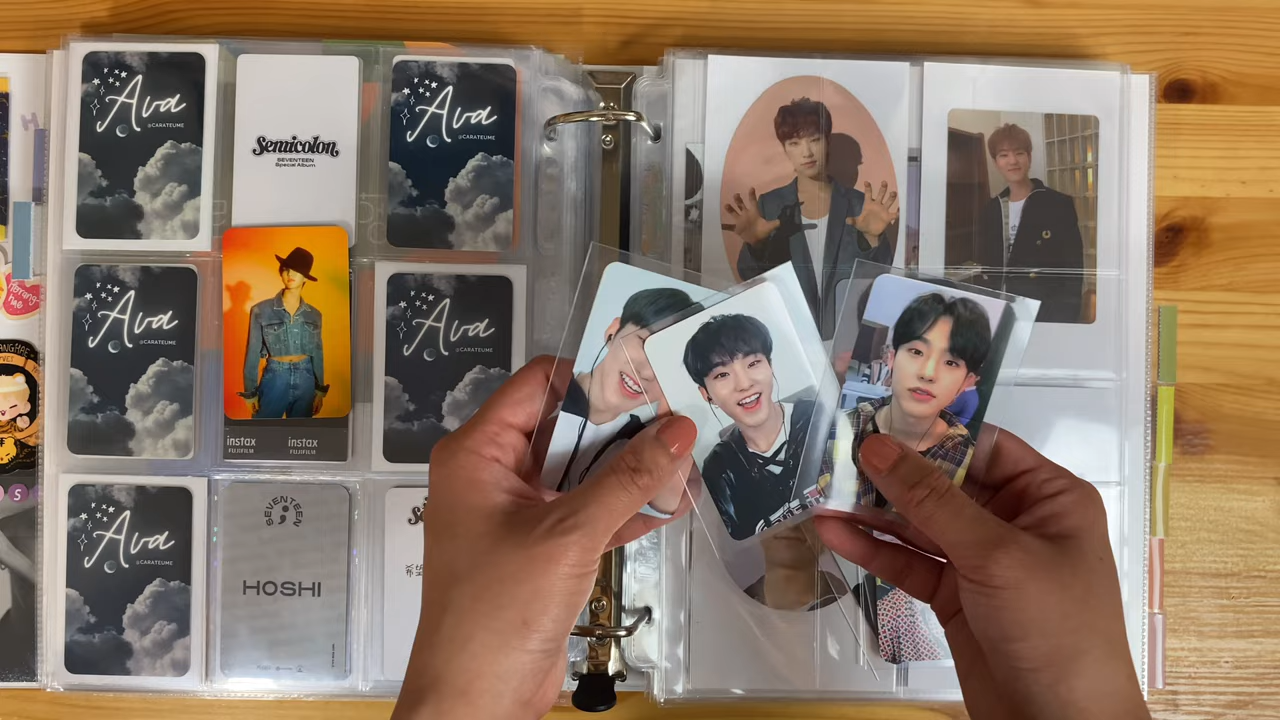 Ava
@CARATEUME
Semicolon
SEVENTEEN
Special Album
Ava
@CARATEUME
Ava
@CARATEUME
instax
FUJIFILM
instax
FUJIFILM
Ava
@CARATEUME
Ava
@CARATEUME
SEVENTEEN
HOSHI
S